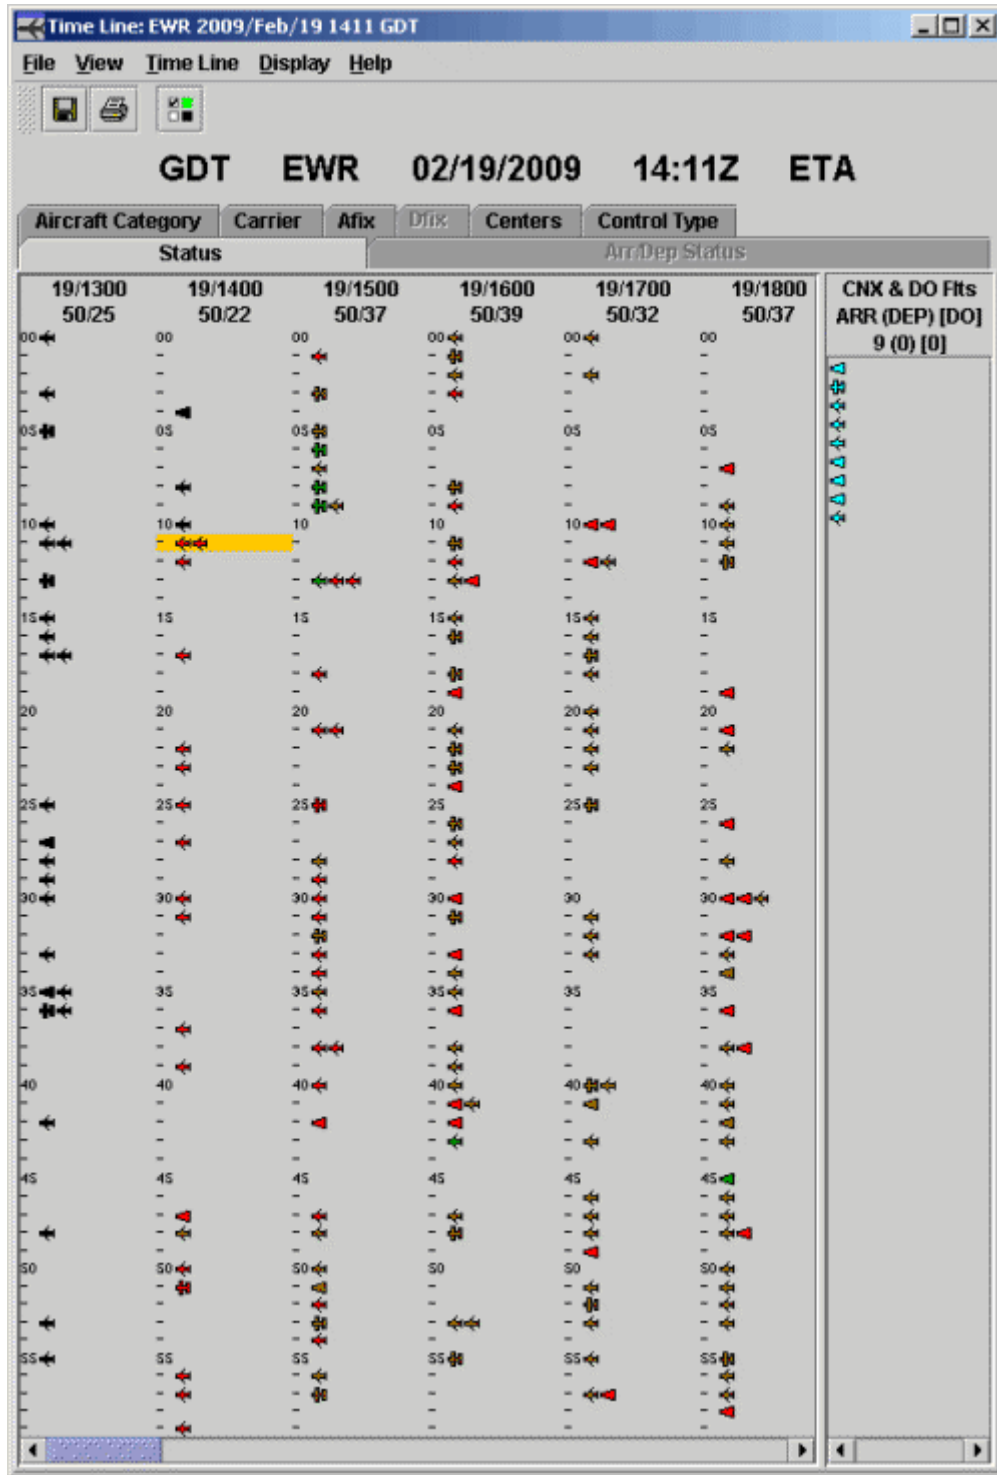 Time Line: EWR 2009/Feb/19 1411 GDT
File View Time Line Display Help
GDT EWR 02/19/2009 14:11Z ETA
Aircraft Category Carrier Afix Dfix Centers Control Type
Status Arr/Dep Status
19/1300 19/1400 19/1500 19/1600 19/1700 19/1800 CNX & DO Flts
50/25 50/22 50/37 50/39 50/32 50/37 ARR (DEP) [DO]
9 (0) [0]
00 00 00 00 00 00
05 05 05 05 05 05
10 10 10 10 10 10
15 15 15 15 15 15
20 20 20 20 20 20
25 25 25 25 25 25
30 30 30 30 30 30
35 35 35 35 35 35
40 40 40 40 40 40
45 45 45 45 45 45
50 50 50 50 50 50
55 55 55 55 55 55